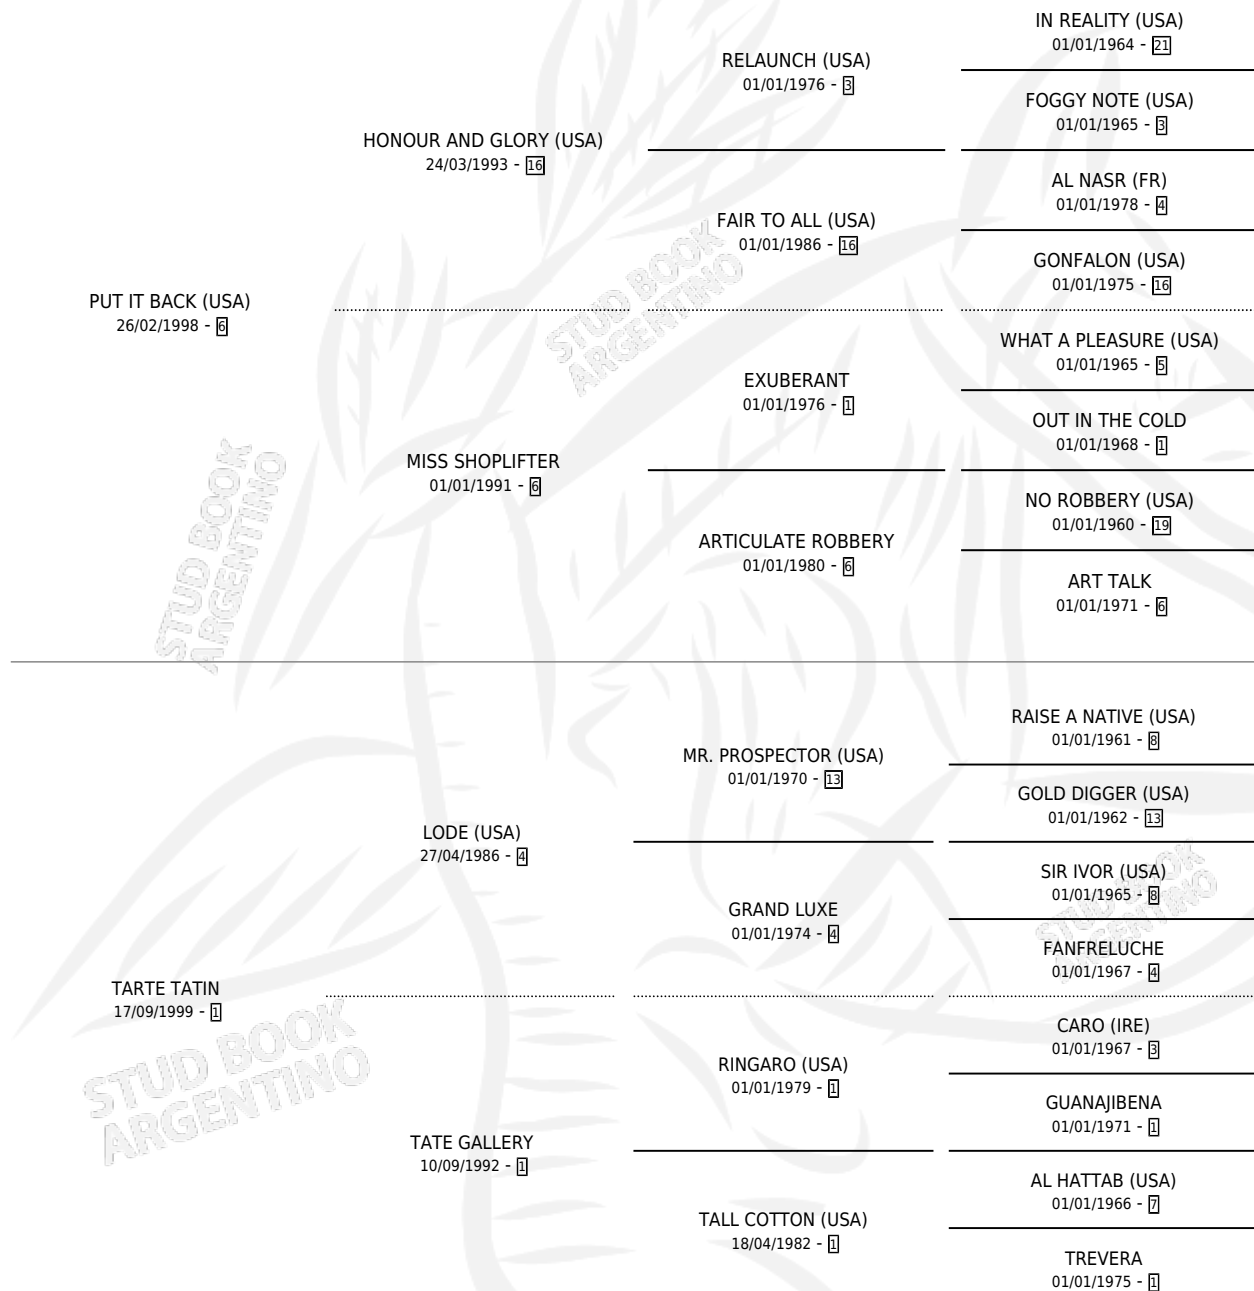 IN REALITY (USA)
01/01/1964 - 21
RELAUNCH (USA)
01/01/1976 - 3
FOGGY NOTE (USA)
01/01/1965 - 3
HONOUR AND GLORY (USA)
24/03/1993 - 16
AL NASR (FR)
01/01/1978 - 4
FAIR TO ALL (USA)
01/01/1986 - 16
GONFALON (USA)
01/01/1975 - 16
PUT IT BACK (USA)
26/02/1998 - 6
WHAT A PLEASURE (USA)
01/01/1965 - 5
EXUBERANT
01/01/1976 - 1
OUT IN THE COLD
01/01/1968 - 1
MISS SHOPLIFTER
01/01/1991 - 6
NO ROBBERY (USA)
01/01/1960 - 19
ARTICULATE ROBBERY
01/01/1980 - 6
ART TALK
01/01/1971 - 6
RAISE A NATIVE (USA)
01/01/1961 - 8
MR. PROSPECTOR (USA)
01/01/1970 - 13
GOLD DIGGER (USA)
01/01/1962 - 13
LODE (USA)
27/04/1986 - 4
SIR IVOR (USA)
01/01/1965 - 8
GRAND LUXE
01/01/1974 - 4
FANFRELUCHE
01/01/1967 - 4
TARTE TATIN
17/09/1999 - 1
CARO (IRE)
01/01/1967 - 3
RINGARO (USA)
01/01/1979 - 1
GUANAJIBENA
01/01/1971 - 1
TATE GALLERY
10/09/1992 - 1
AL HATTAB (USA)
01/01/1966 - 7
TALL COTTON (USA)
18/04/1982 - 1
TREVERA
01/01/1975 - 1
STUD BOOK
ARGENTINO
STUD BOOK
ARGENTINO
STUD BOOK
ARGENTINO
STUD BOOK
ARGENTINO